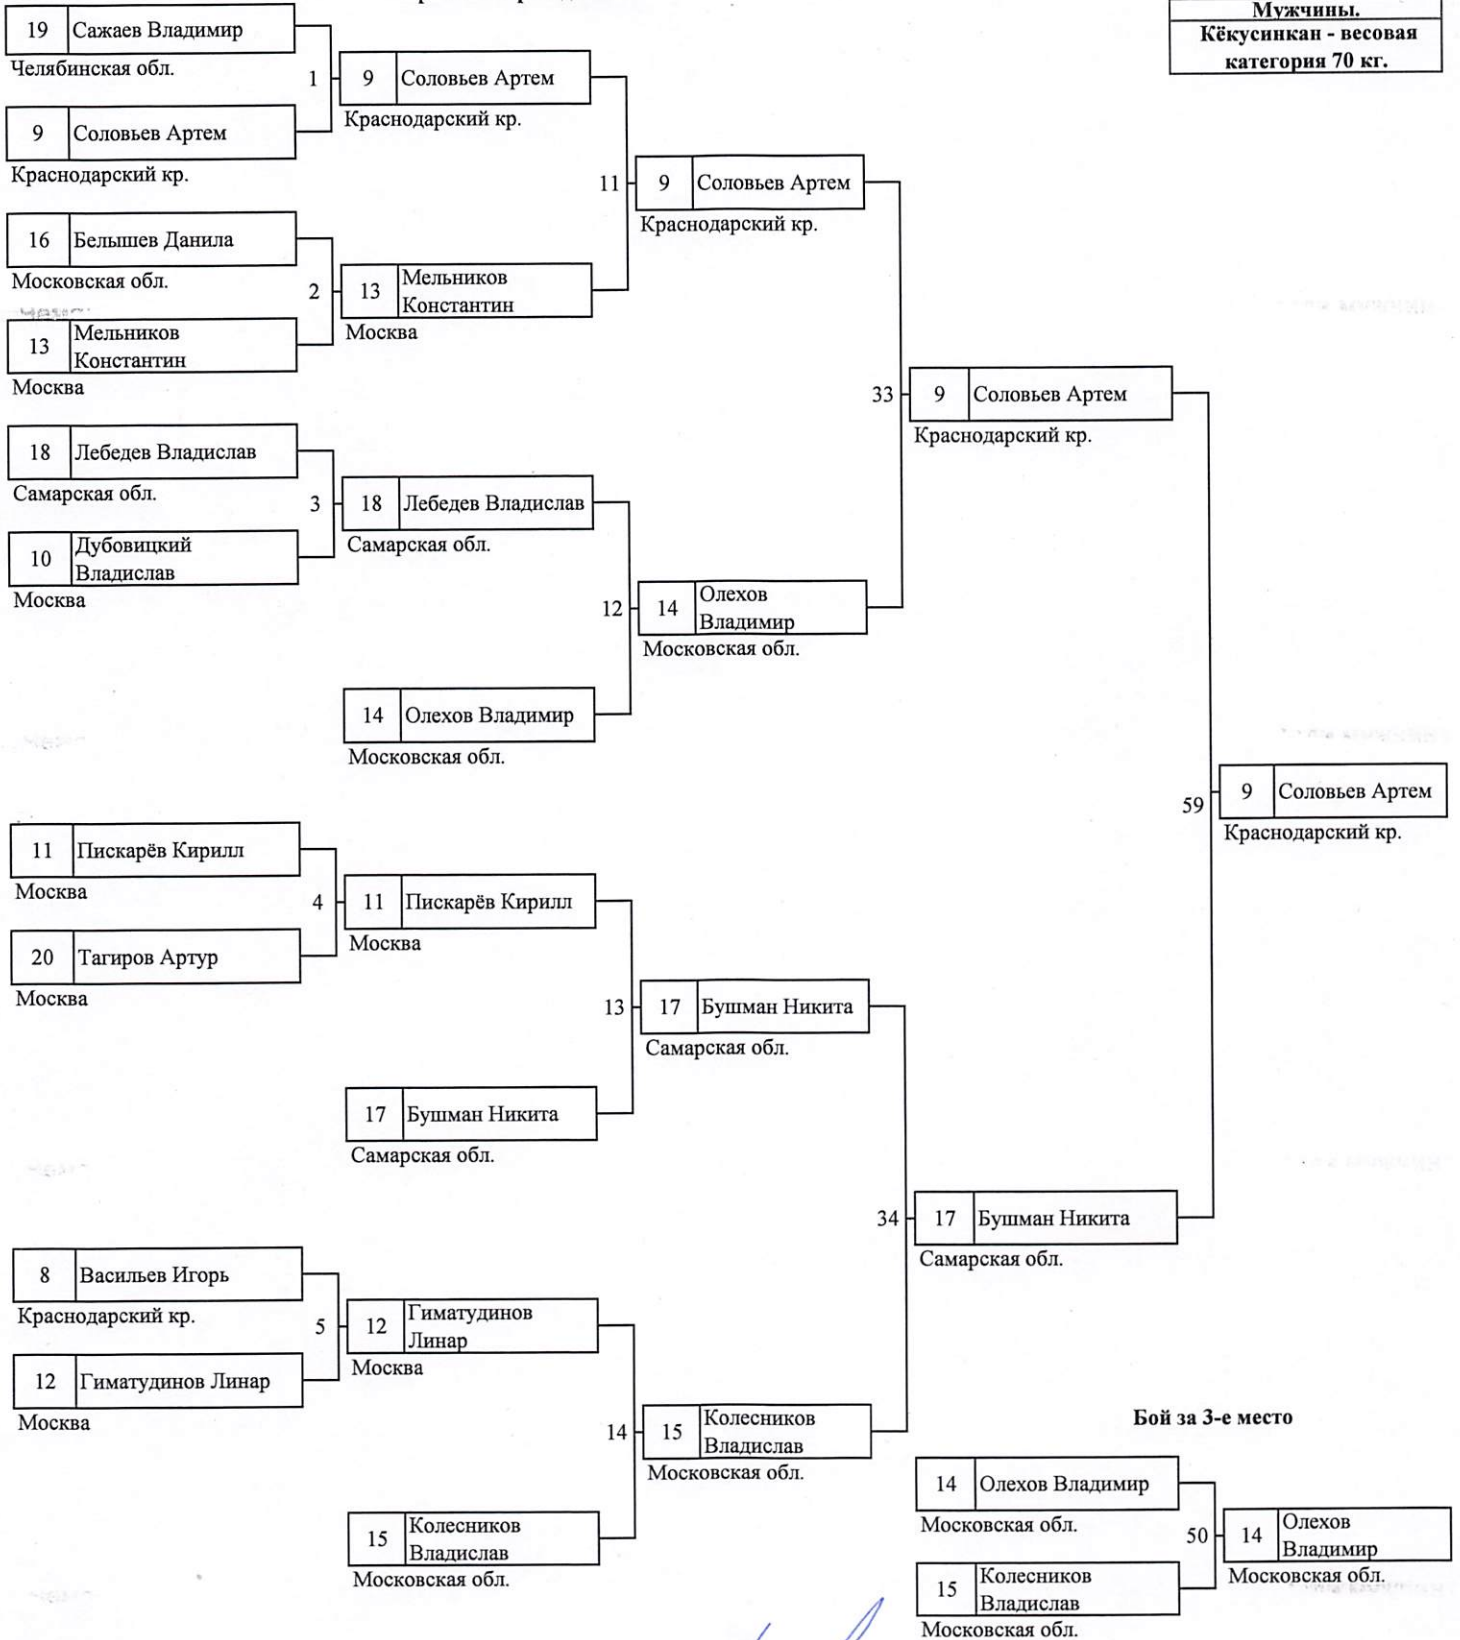 Мужчины.
Кёкусинкан - весовая
категория 70 кг.
19 Сажаев Владимир
Челябинская обл.
1
9 Соловьев Артем
Краснодарский кр.
9 Соловьев Артем
Краснодарский кр.
11
9 Соловьев Артем
Краснодарский кр.
16 Белышев Данила
Московская обл.
2
13 Мельников
Константин
Москва
13 Мельников
Константин
Москва
33
9 Соловьев Артем
Краснодарский кр.
18 Лебедев Владислав
Самарская обл.
3
18 Лебедев Владислав
Самарская обл.
10 Дубовицкий
Владислав
Москва
12
14 Олехов
Владимир
Московская обл.
14 Олехов Владимир
Московская обл.
59
9 Соловьев Артем
Краснодарский кр.
11 Пискарёв Кирилл
Москва
4
11 Пискарёв Кирилл
Москва
20 Тагиров Артур
Москва
13
17 Бушман Никита
Самарская обл.
17 Бушман Никита
Самарская обл.
34
17 Бушман Никита
Самарская обл.
8 Васильев Игорь
Краснодарский кр.
5
12 Гиматудинов
Линар
Москва
12 Гиматудинов Линар
Москва
14
15 Колесников
Владислав
Московская обл.
15 Колесников
Владислав
Московская обл.
Бой за 3-е место
14 Олехов Владимир
Московская обл.
50
14 Олехов
Владимир
Московская обл.
15 Колесников
Владислав
Московская обл.